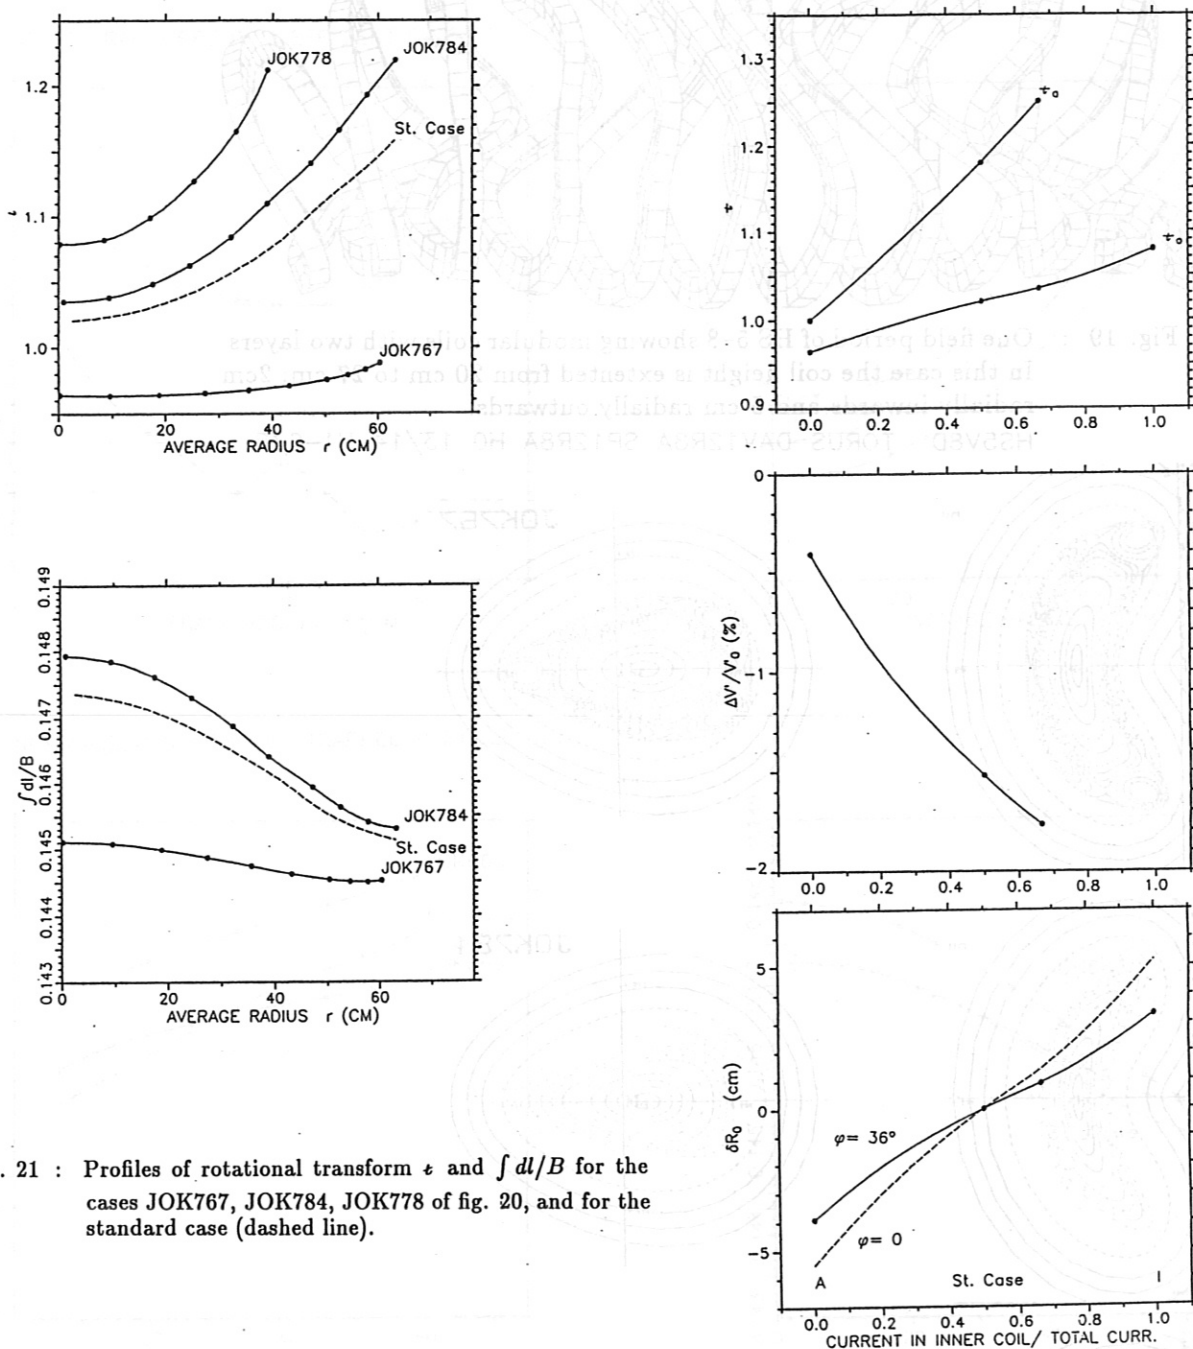 JOK778
JOK784
St. Case
JOK767
1.2
1.1
1.0
ι
0
20
40
60
AVERAGE RADIUS r (CM)
1.3
1.2
1.1
1.0
0.9
ŧ
ŧₐ
ŧ₀
0.0 0.2 0.4 0.6 0.8 1.0
0.149
0.148
0.147
0.146
0.145
0.144
0.143
∫dl/B
JOK784
St. Case
JOK767
0.0
20
40
60
AVERAGE RADIUS r (CM)
0
−1
−2
ΔV'/V'₀ (%)
0.0 0.2 0.4 0.6 0.8 1.0
5
0
−5
δR₀ (cm)
φ= 36°
φ= 0
A
St. Case
I
0.0 0.2 0.4 0.6 0.8 1.0
CURRENT IN INNER COIL/ TOTAL CURR.
. 21 : Profiles of rotational transform ŧ and ∫ dl/B for the
cases JOK767, JOK784, JOK778 of fig. 20, and for the
standard case (dashed line).